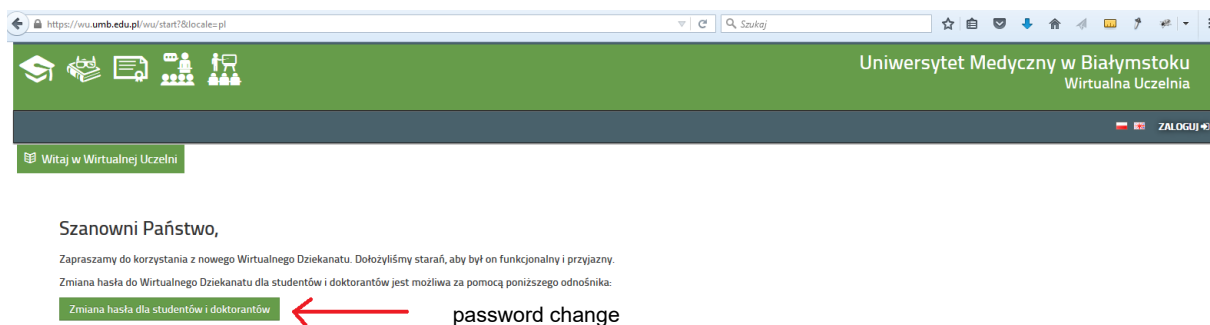 https://wu.umb.edu.pl/wu/start?&locale=pl
Szukaj
Uniwersytet Medyczny w Białymstoku
Wirtualna Uczelnia
ZALOGUJ
Witaj w Wirtualnej Uczelni
Szanowni Państwo,
Zapraszamy do korzystania z nowego Wirtualnego Dziekanatu. Dołożyliśmy starań, aby był on funkcjonalny i przyjazny.
Zmiana hasła do Wirtualnego Dziekanatu dla studentów i doktorantów jest możliwa za pomocą poniższego odnośnika:
Zmiana hasła dla studentów i doktorantów
password change